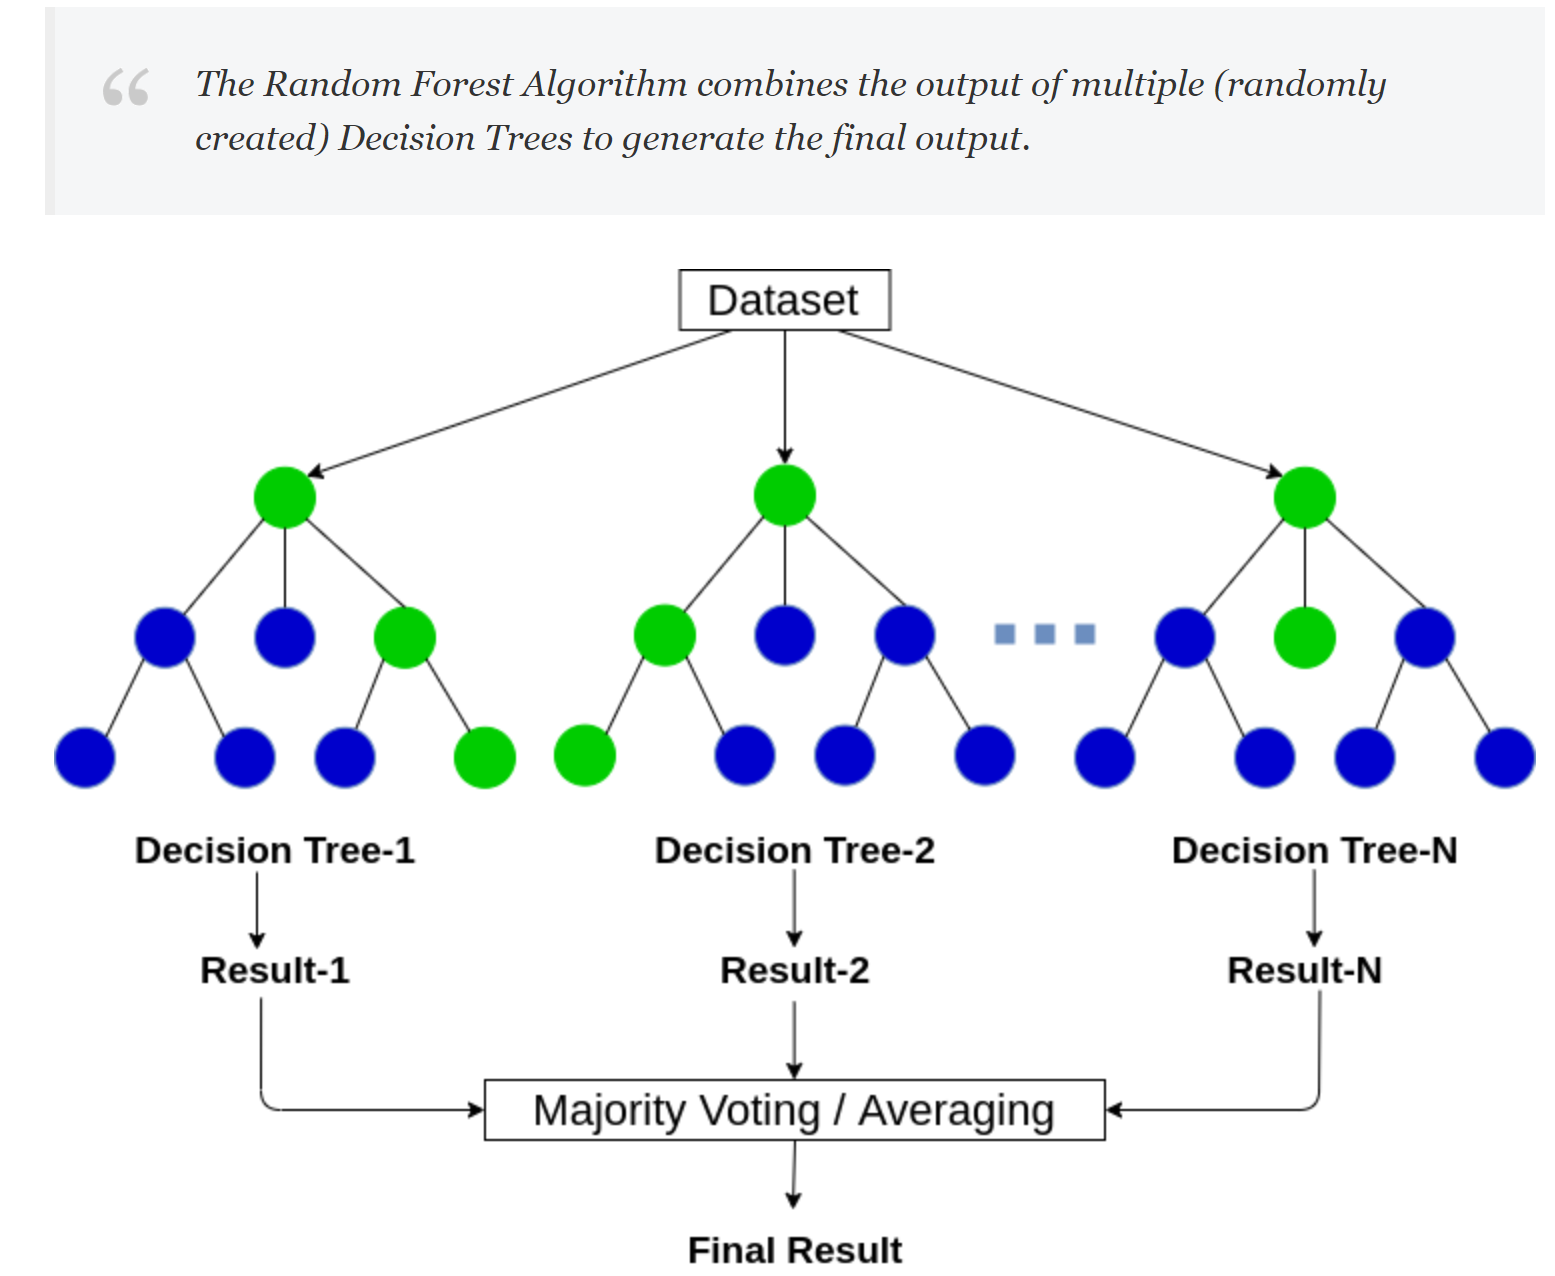 “ The Random Forest Algorithm combines the output of multiple (randomly
created) Decision Trees to generate the final output.
Dataset
Decision Tree-1 Decision Tree-2 Decision Tree-N
Result-1 Result-2 Result-N
Majority Voting / Averaging
Final Result